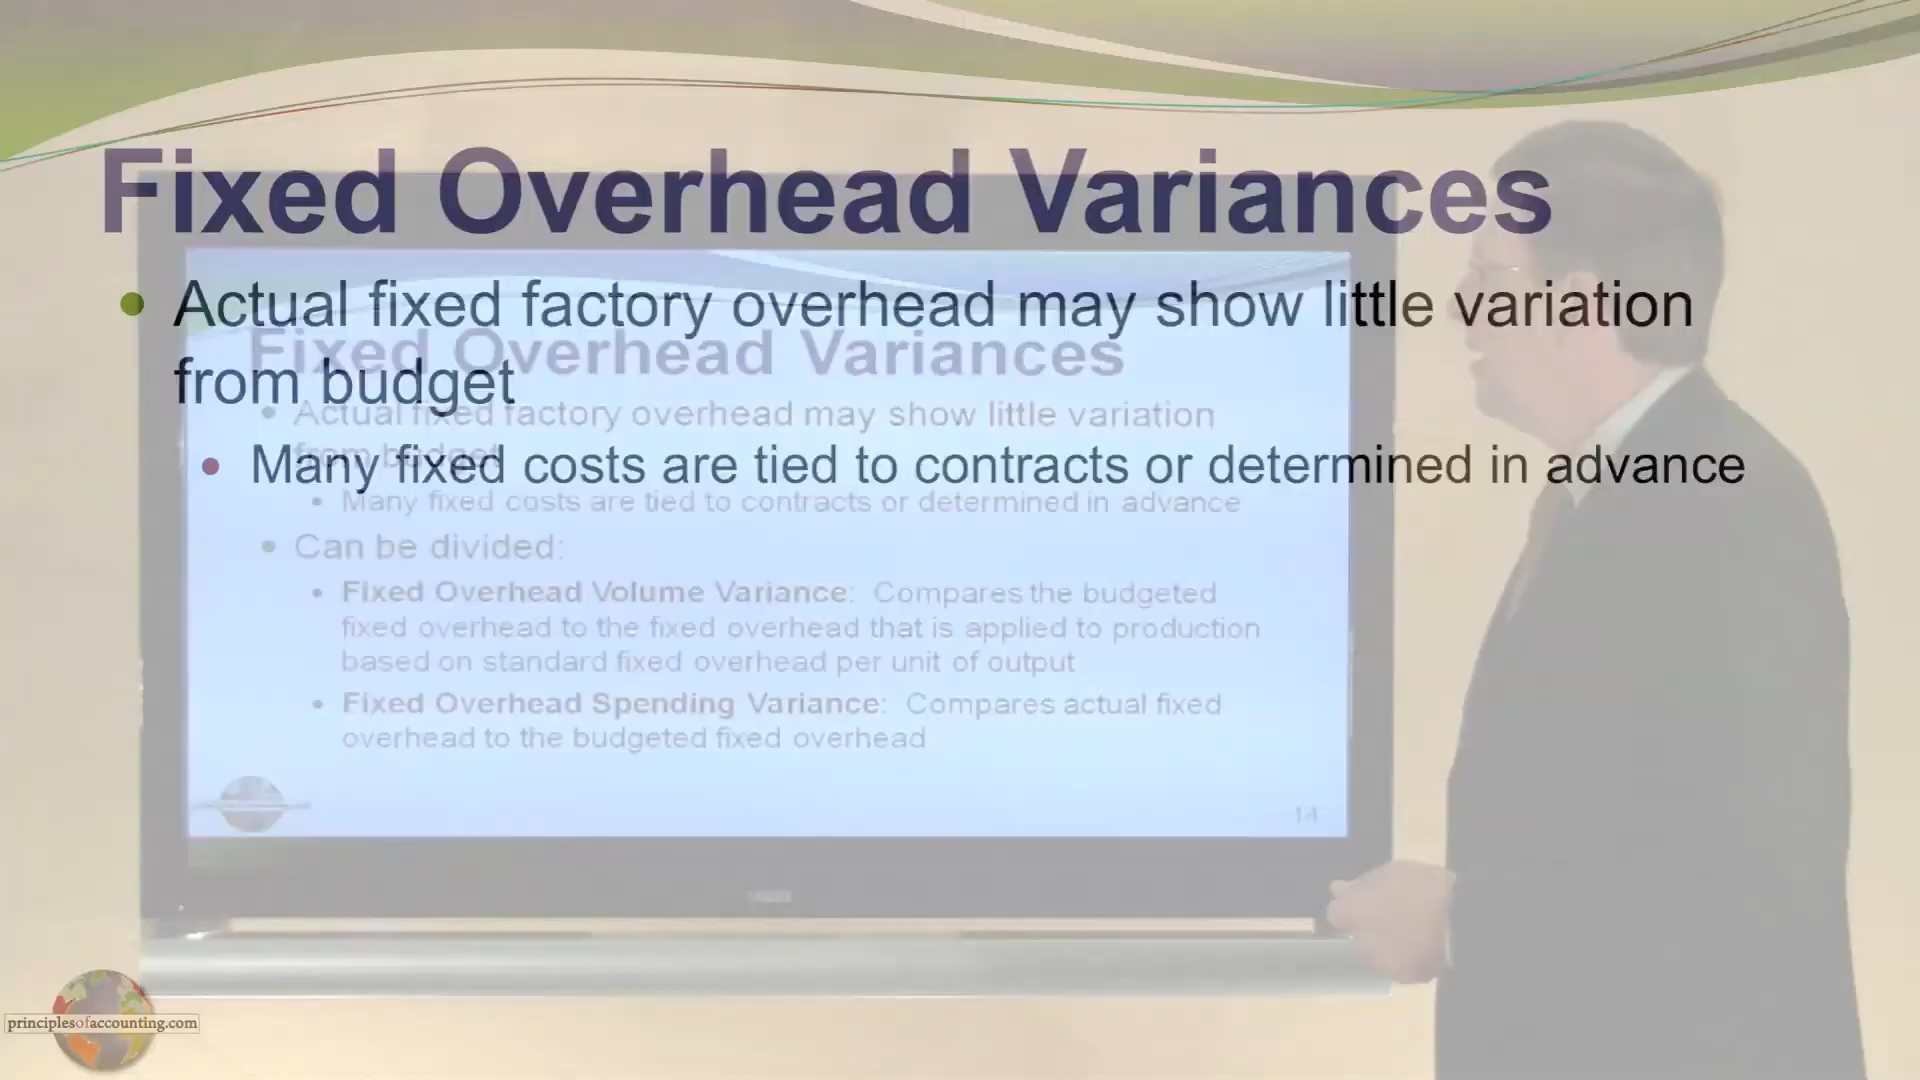 Fixed Overhead Variances
Actual fixed factory overhead may show little variation
from budget
Many fixed costs are tied to contracts or determined in advance
Fixed Overhead Variances
Actual fixed factory overhead may show little variation
from budget
Many fixed costs are tied to contracts or determined in advance
Can be divided:
Fixed Overhead Volume Variance: Compares the budgeted
fixed overhead to the fixed overhead that is applied to production
based on standard fixed overhead per unit of output
Fixed Overhead Spending Variance: Compares actual fixed
overhead to the budgeted fixed overhead
14
principlesofaccounting.com